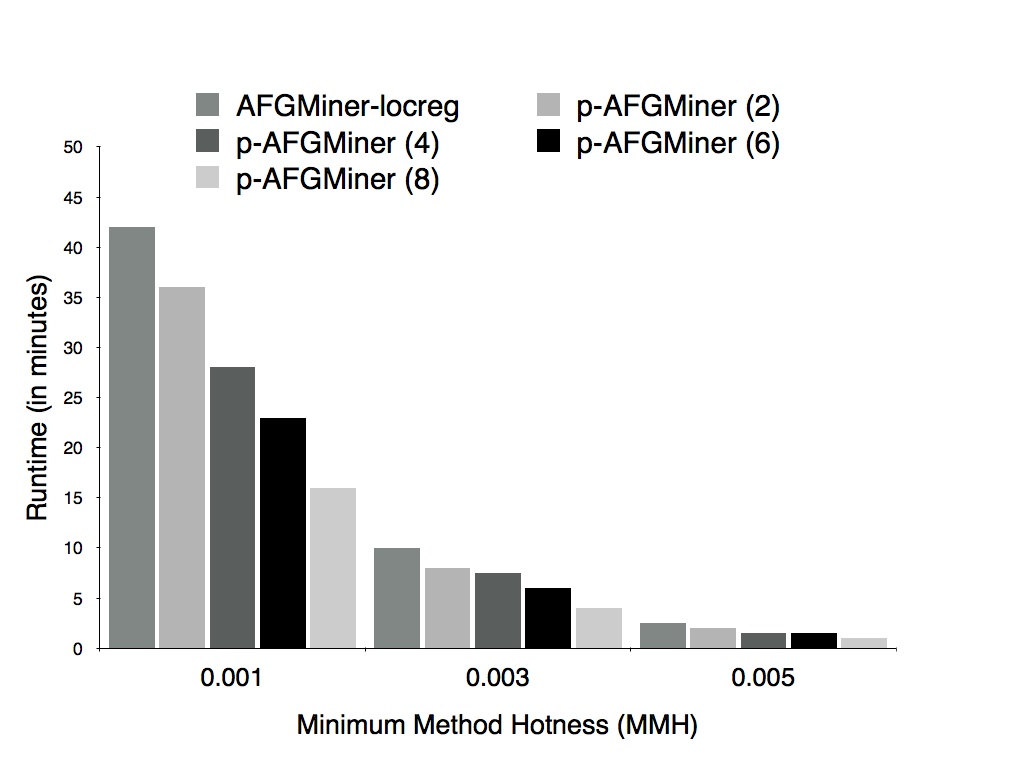 AFGMiner-locreg
p-AFGMiner (2)
p-AFGMiner (4)
p-AFGMiner (6)
p-AFGMiner (8)
50
45
40
35
30
25
20
15
10
5
0
Runtime (in minutes)
0.001
0.003
0.005
Minimum Method Hotness (MMH)